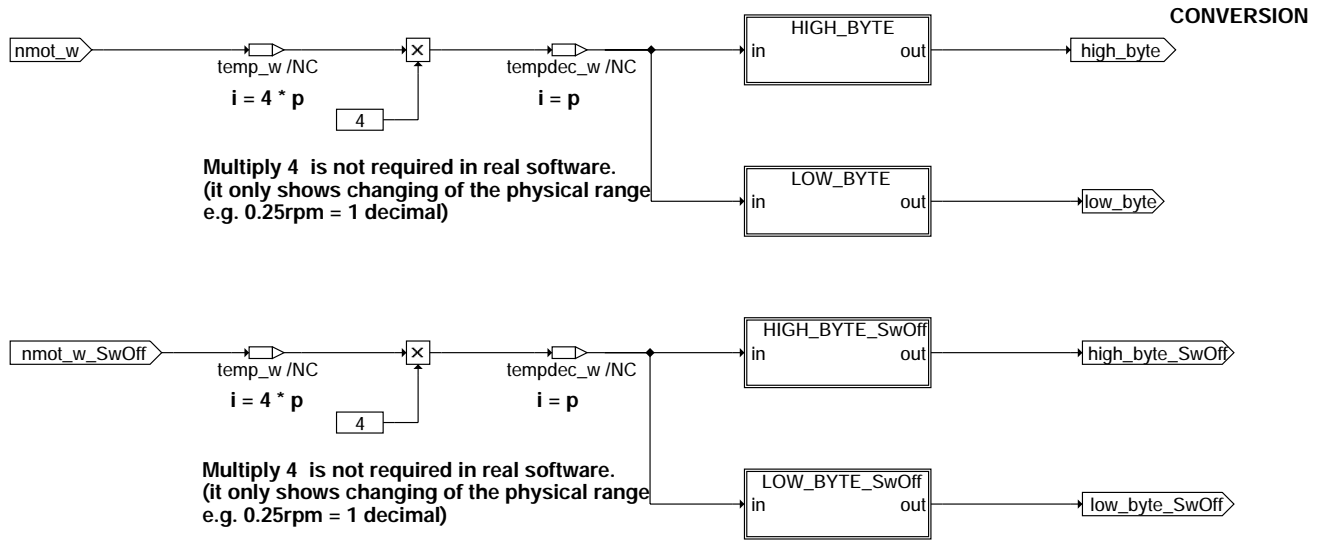 CONVERSION
nmot_w
temp_w /NC
i = 4 * p
4
tempdec_w /NC
i = p
HIGH_BYTE
in
out
high_byte
Multiply 4  is not required in real software.
(it only shows changing of the physical range
e.g. 0.25rpm = 1 decimal)
LOW_BYTE
in
out
low_byte
nmot_w_SwOff
temp_w /NC
i = 4 * p
4
tempdec_w /NC
i = p
HIGH_BYTE_SwOff
in
out
high_byte_SwOff
Multiply 4  is not required in real software.
(it only shows changing of the physical range
e.g. 0.25rpm = 1 decimal)
LOW_BYTE_SwOff
in
out
low_byte_SwOff